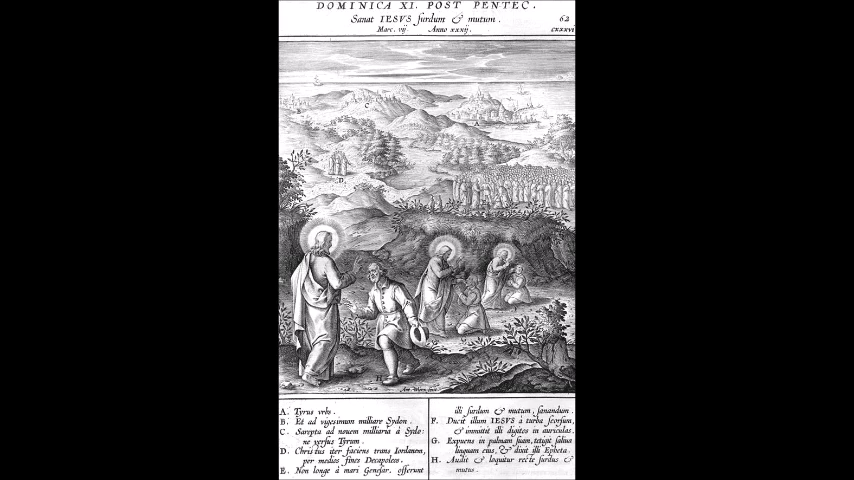 DOMINICA XI. POST PENTEC.
Sanat IESVS surdum & mutum. 62
Marc. vij. Anno xxxij. cxxxvi
A. Tyrus vrbs.
B. Et ad vigesimum milliare Sydon.
C. Sarepta ad nouem milliaria à Sydo:
ne versus Tyrum.
D. Christus iter faciens trans Iordanem,
per medios fines Decapoleos.
E. Non longe à mari Genesar. offerunt
illi surdum & mutum, sanandum.
F. Ducit illum IESVS à turba seorsum,
& immittit illi digitos in auriculas.
G. Expuens in palmam suam, tetigit saliua
linguam eius, & dixit illi Epheta.
H. Audit & loquitur recte surdus &
mutus.